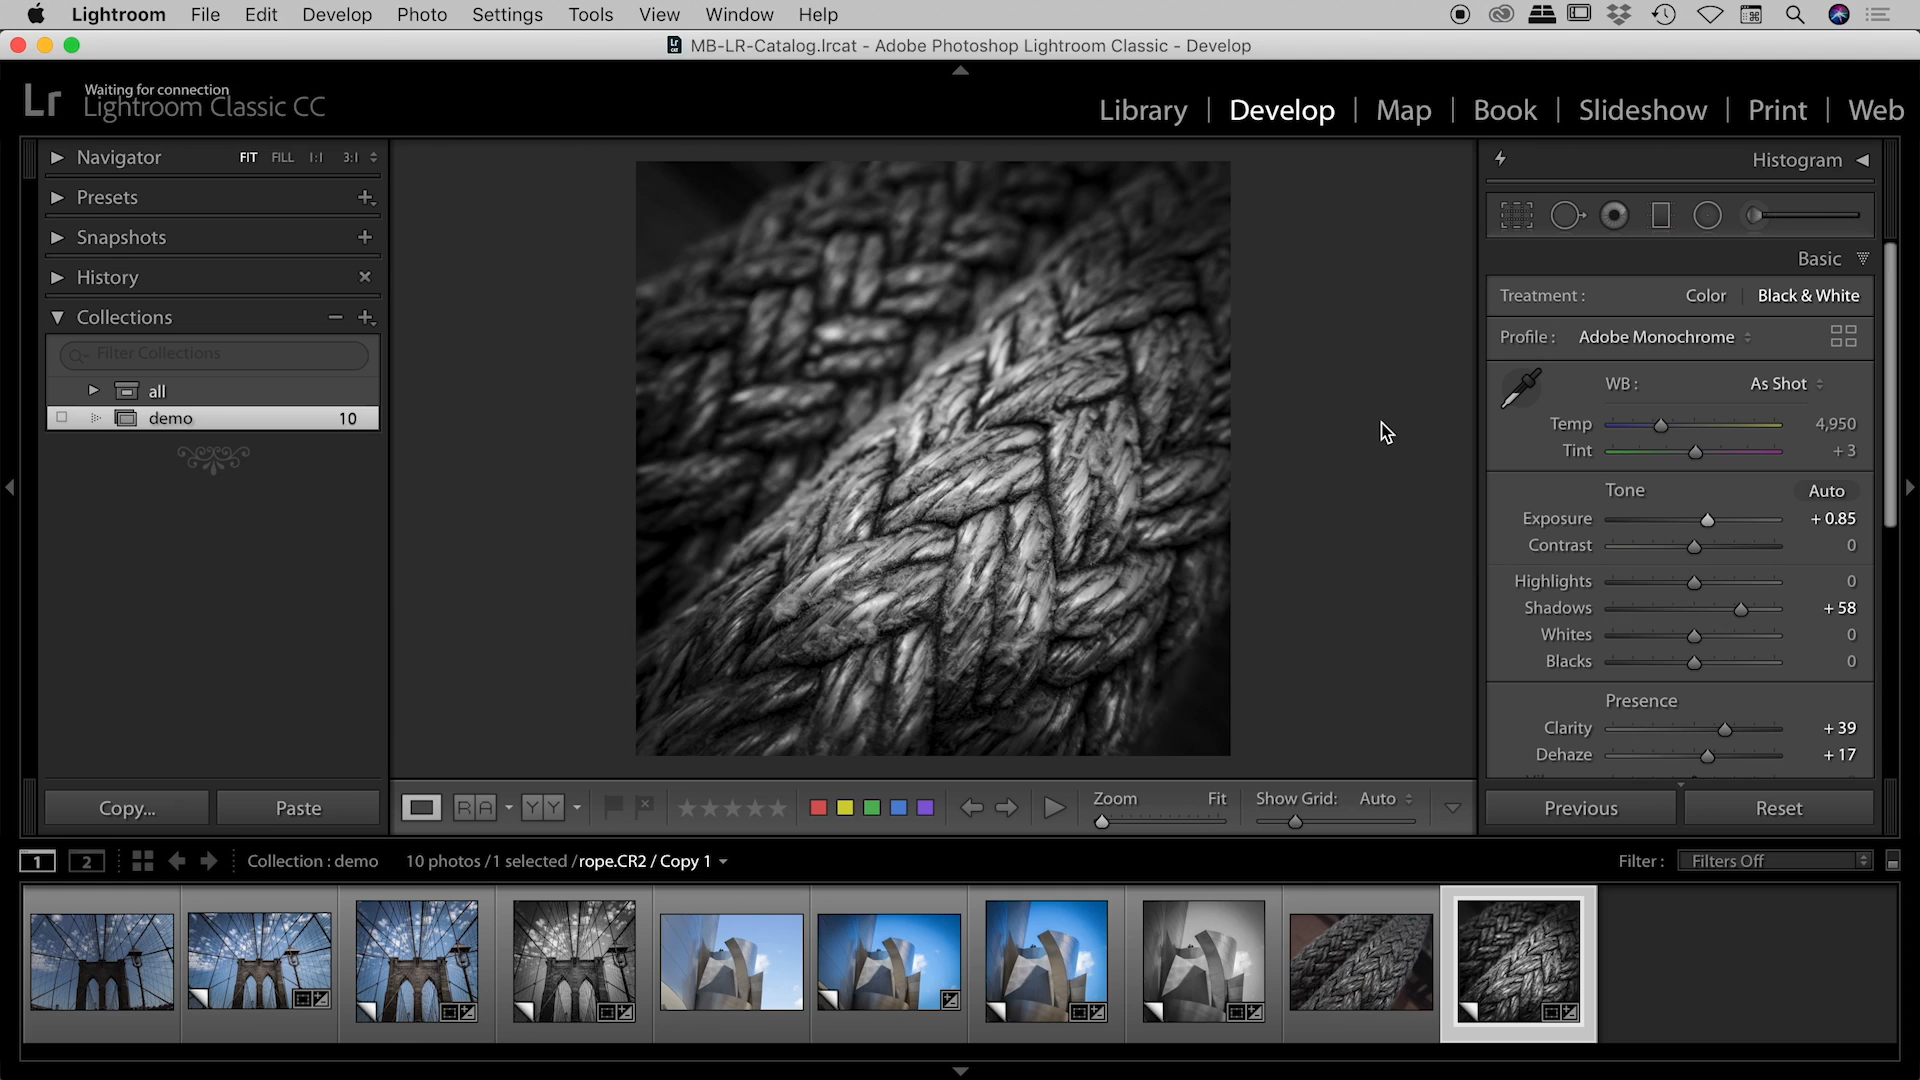 Lightroom File Edit Develop Photo Settings Tools View Window Help
MB-LR-Catalog.lrcat - Adobe Photoshop Lightroom Classic - Develop
Lr Waiting for connection
Lightroom Classic CC
Library | Develop | Map | Book | Slideshow | Print | Web
Navigator FIT FILL 1:1 3:1
Presets
Snapshots
History
Collections
Filter Collections
all
demo 10
Copy... Paste
Histogram
Basic
Treatment : Color Black & White
Profile : Adobe Monochrome
WB : As Shot
Temp 4,950
Tint + 3
Tone Auto
Exposure + 0.85
Contrast 0
Highlights 0
Shadows + 58
Whites 0
Blacks 0
Presence
Clarity + 39
Dehaze + 17
R A Y Y Zoom Fit Show Grid: Auto
Previous Reset
1 2 Collection : demo 10 photos / 1 selected / rope.CR2 / Copy 1
Filter : Filters Off